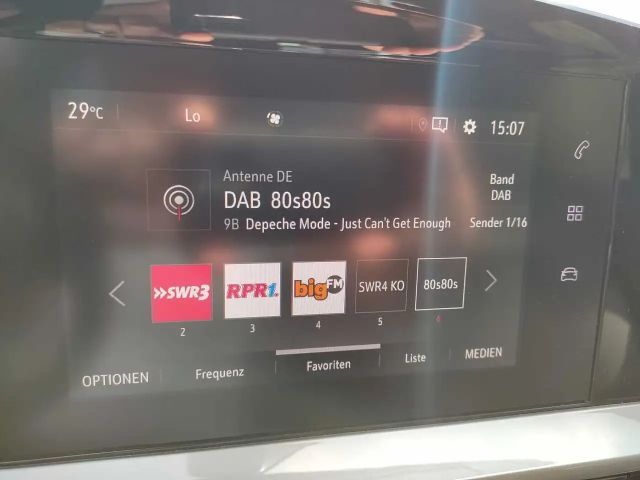 29°C Lo 15:07
Antenne DE
DAB 80s80s
9B Depeche Mode - Just Can't Get Enough
Band
DAB
Sender 1/16
SWR3 RPR1. bigFM SWR4 KO 80s80s
2 3 4 5 6
OPTIONEN Frequenz Favoriten Liste MEDIEN